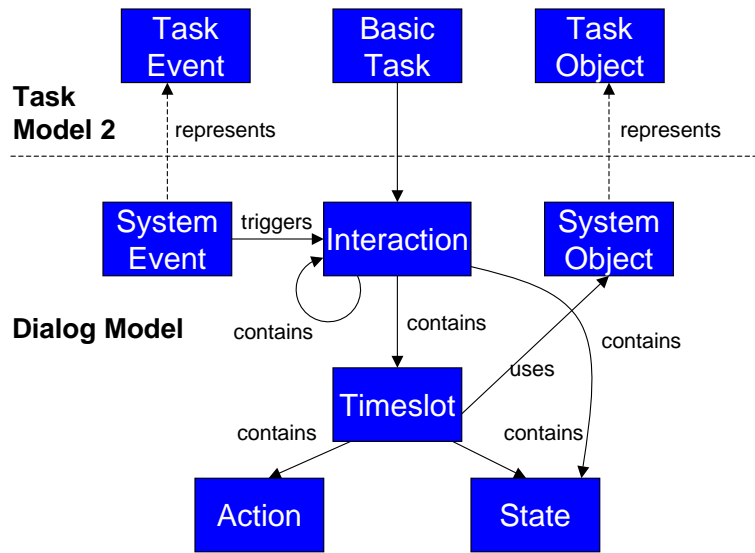 Task
Event
Basic
Task
Task
Object
Task
Model 2
represents
represents
System
Event
triggers
Interaction
System
Object
Dialog Model
contains
contains
contains
uses
Timeslot
contains
contains
Action
State